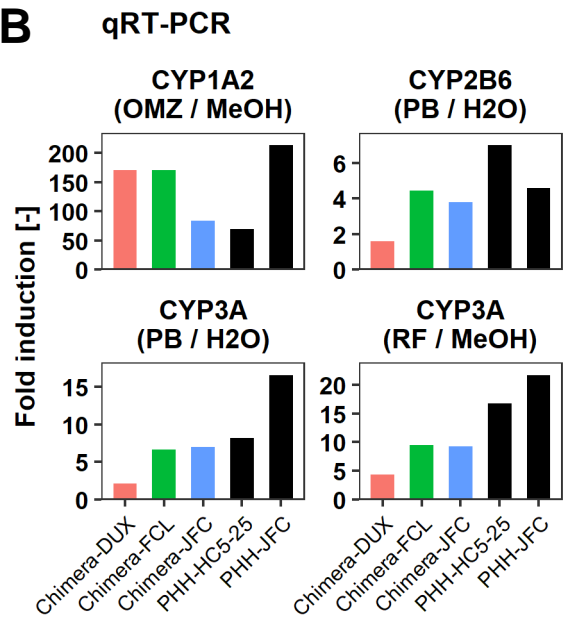 B qRT-PCR
CYP1A2
(OMZ / MeOH)
CYP2B6
(PB / H2O)
Fold induction [-]
200
150
100
50
0
6
4
2
0
CYP3A
(PB / H2O)
CYP3A
(RF / MeOH)
15
10
5
0
20
15
10
5
0
Chimera-DUX
Chimera-FCL
Chimera-JFC
PHH-HC5-25
PHH-JFC
Chimera-DUX
Chimera-FCL
Chimera-JFC
PHH-HC5-25
PHH-JFC